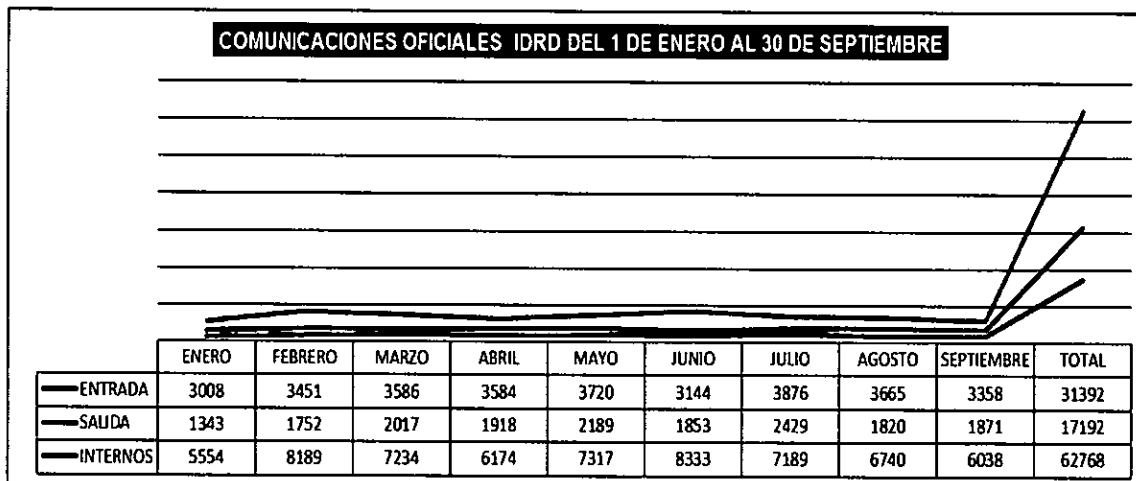 COMUNICACIONES OFICIALES IDRD DEL 1 DE ENERO AL 30 DE SEPTIEMBRE
ENERO FEBRERO MARZO ABRIL MAYO JUNIO JULIO AGOSTO SEPTIEMBRE TOTAL
ENTRADA 3008 3451 3586 3584 3720 3144 3876 3665 3358 31392
SALIDA 1343 1752 2017 1918 2189 1853 2429 1820 1871 17192
INTERNOS 5554 8189 7234 6174 7317 8333 7189 6740 6038 62768